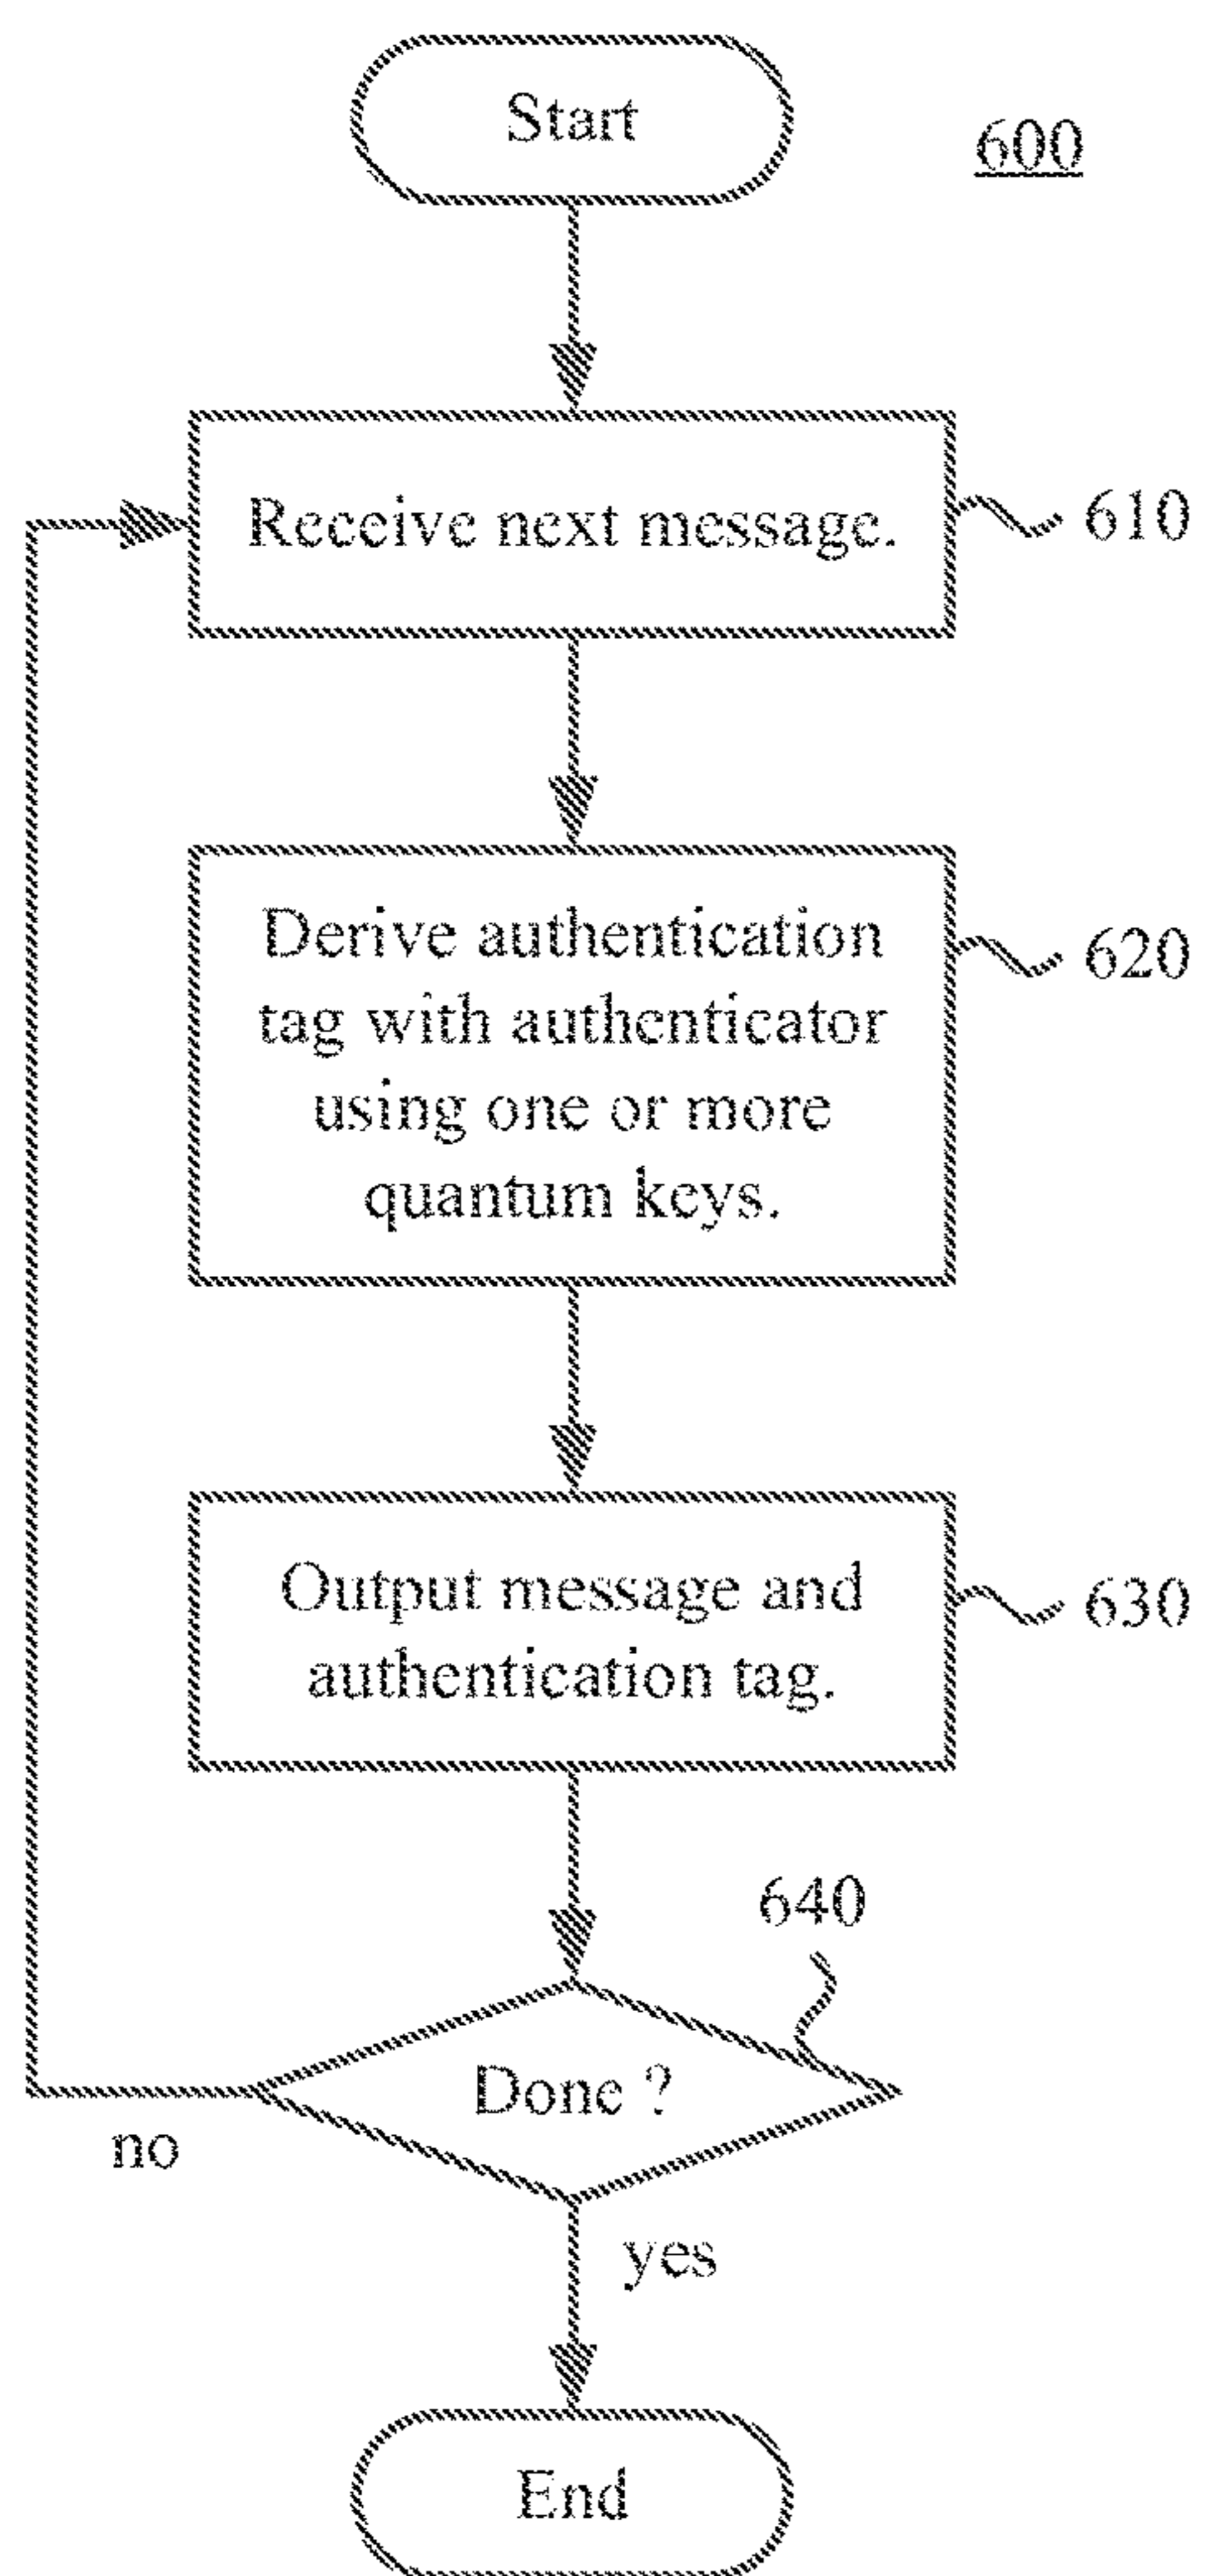 Start
600
Receive next message.
610
Derive authentication
tag with authenticator
using one or more
quantum keys.
620
Output message and
authentication tag.
630
640
Done ?
no
yes
End